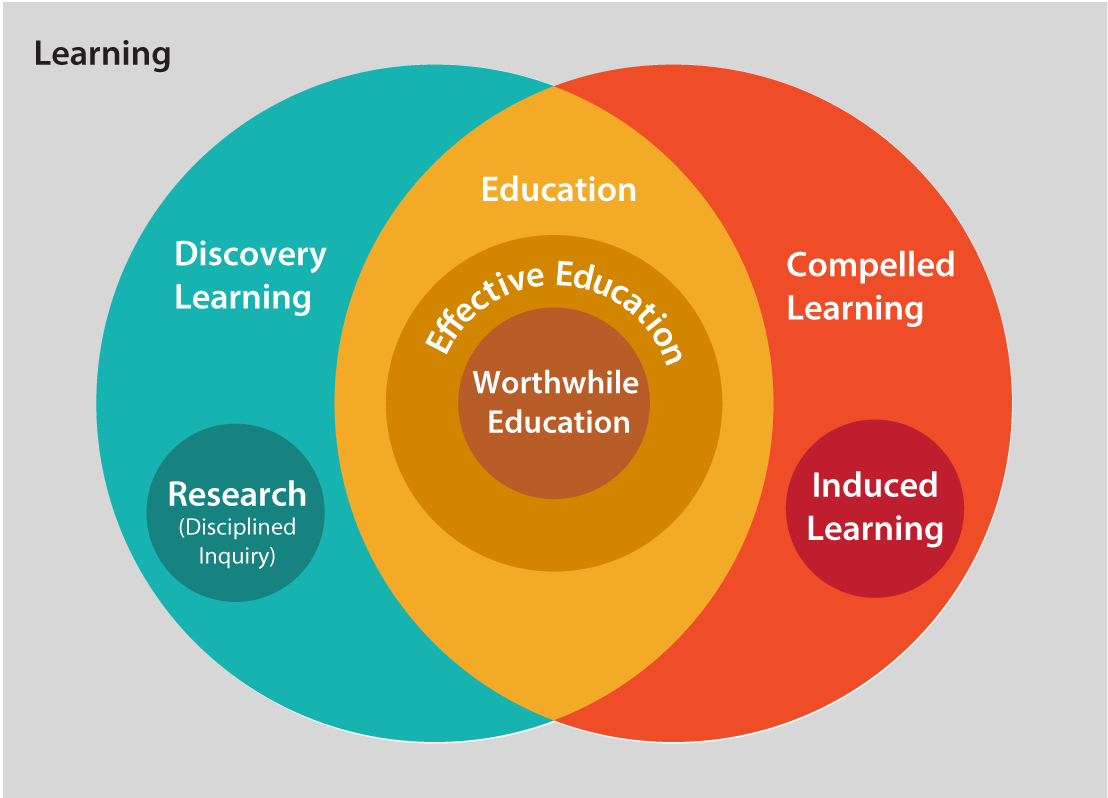 Learning
Education
Discovery
Learning
Compelled
Learning
Effective Education
Worthwhile
Education
Research
(Disciplined
Inquiry)
Induced
Learning